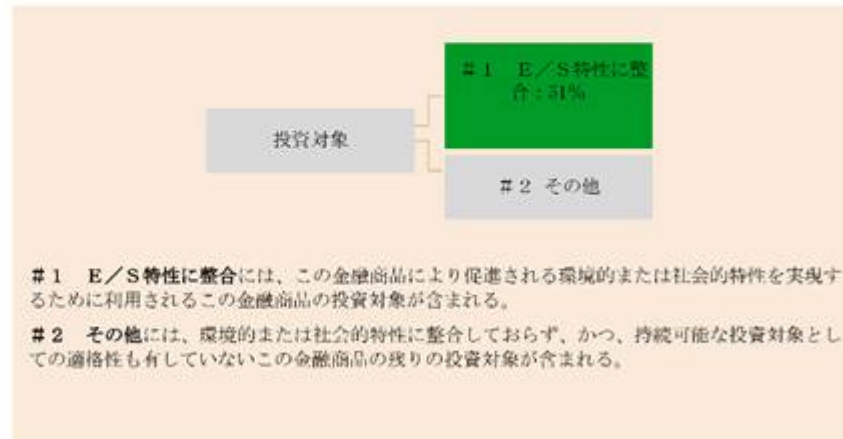 #1 E/S特性に整
合:51%
投資対象
#2 その他
#1 E/S特性に整合には、この金融商品により促進される環境的または社会的特性を実現す
るために利用されるこの金融商品の投資対象が含まれる。
#2 その他には、環境的または社会的特性に整合しておらず、かつ、持続可能な投資対象とし
ての適格性も有していないこの金融商品の残りの投資対象が含まれる。